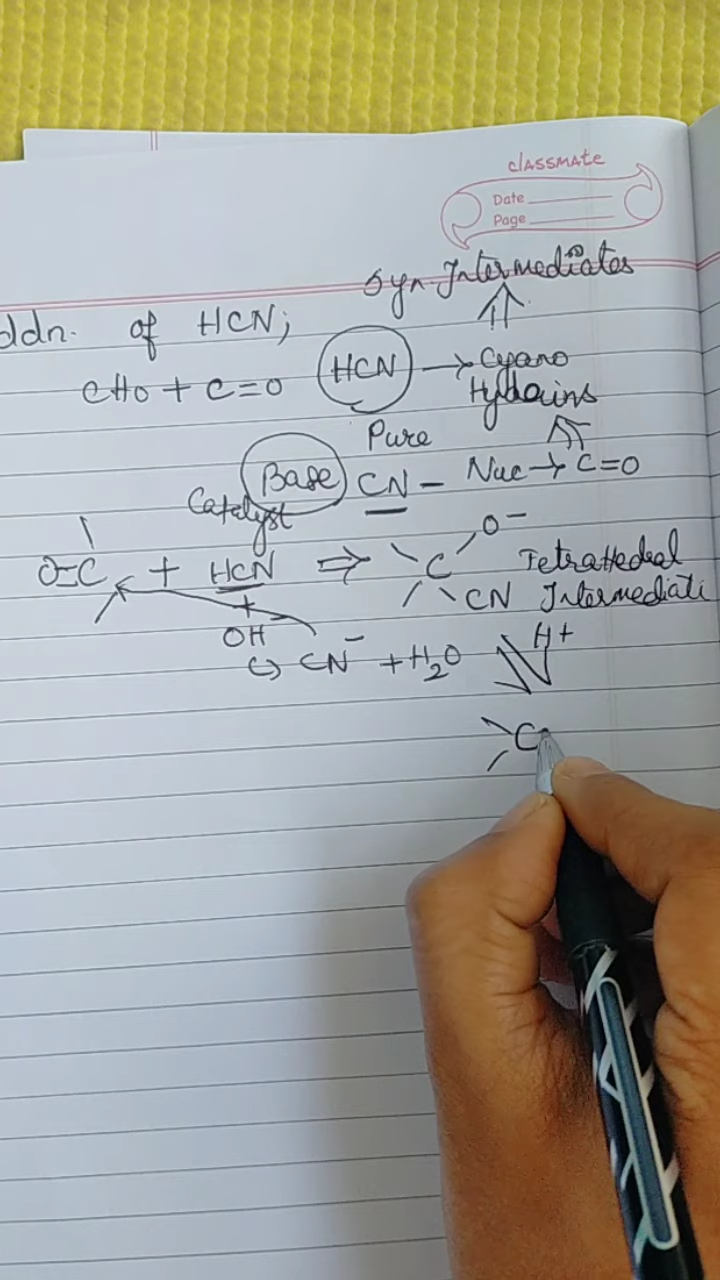 classmate
Date
Page
Syn. Intermediates
ddn. of HCN;
CHO + C=O HCN → Cyano
Hydrins
Pure
Base CN - Nuc → C=O
Catalyst
O=C + HCN ⇒ C O⁻ Tetrahedral
CN Intermediati
+
OH H+
↪ CN⁻ + H₂O
C